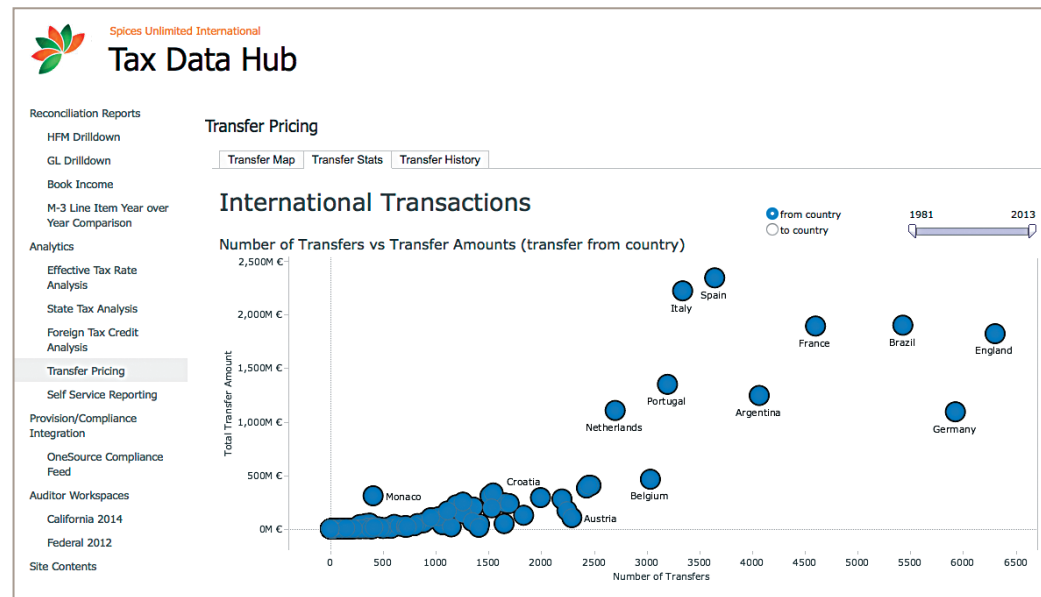 Spices Unlimited International
Tax Data Hub
Reconciliation Reports
HFM Drilldown
GL Drilldown
Book Income
M-3 Line Item Year over
Year Comparison
Analytics
Effective Tax Rate
Analysis
State Tax Analysis
Foreign Tax Credit
Analysis
Transfer Pricing
Self Service Reporting
Provision/Compliance
Integration
OneSource Compliance
Feed
Auditor Workspaces
California 2014
Federal 2012
Site Contents
Transfer Pricing
Transfer Map
Transfer Stats
Transfer History
International Transactions
from country
to country
1981
2013
Number of Transfers vs Transfer Amounts (transfer from country)
Total Transfer Amount
2,500M €
2,000M €
1,500M €
1,000M €
500M €
0M €
Italy
Spain
France
Brazil
England
Portugal
Argentina
Netherlands
Germany
Monaco
Croatia
Belgium
Austria
0
500
1000
1500
2000
2500
3000
3500
4000
4500
5000
5500
6000
6500
Number of Transfers